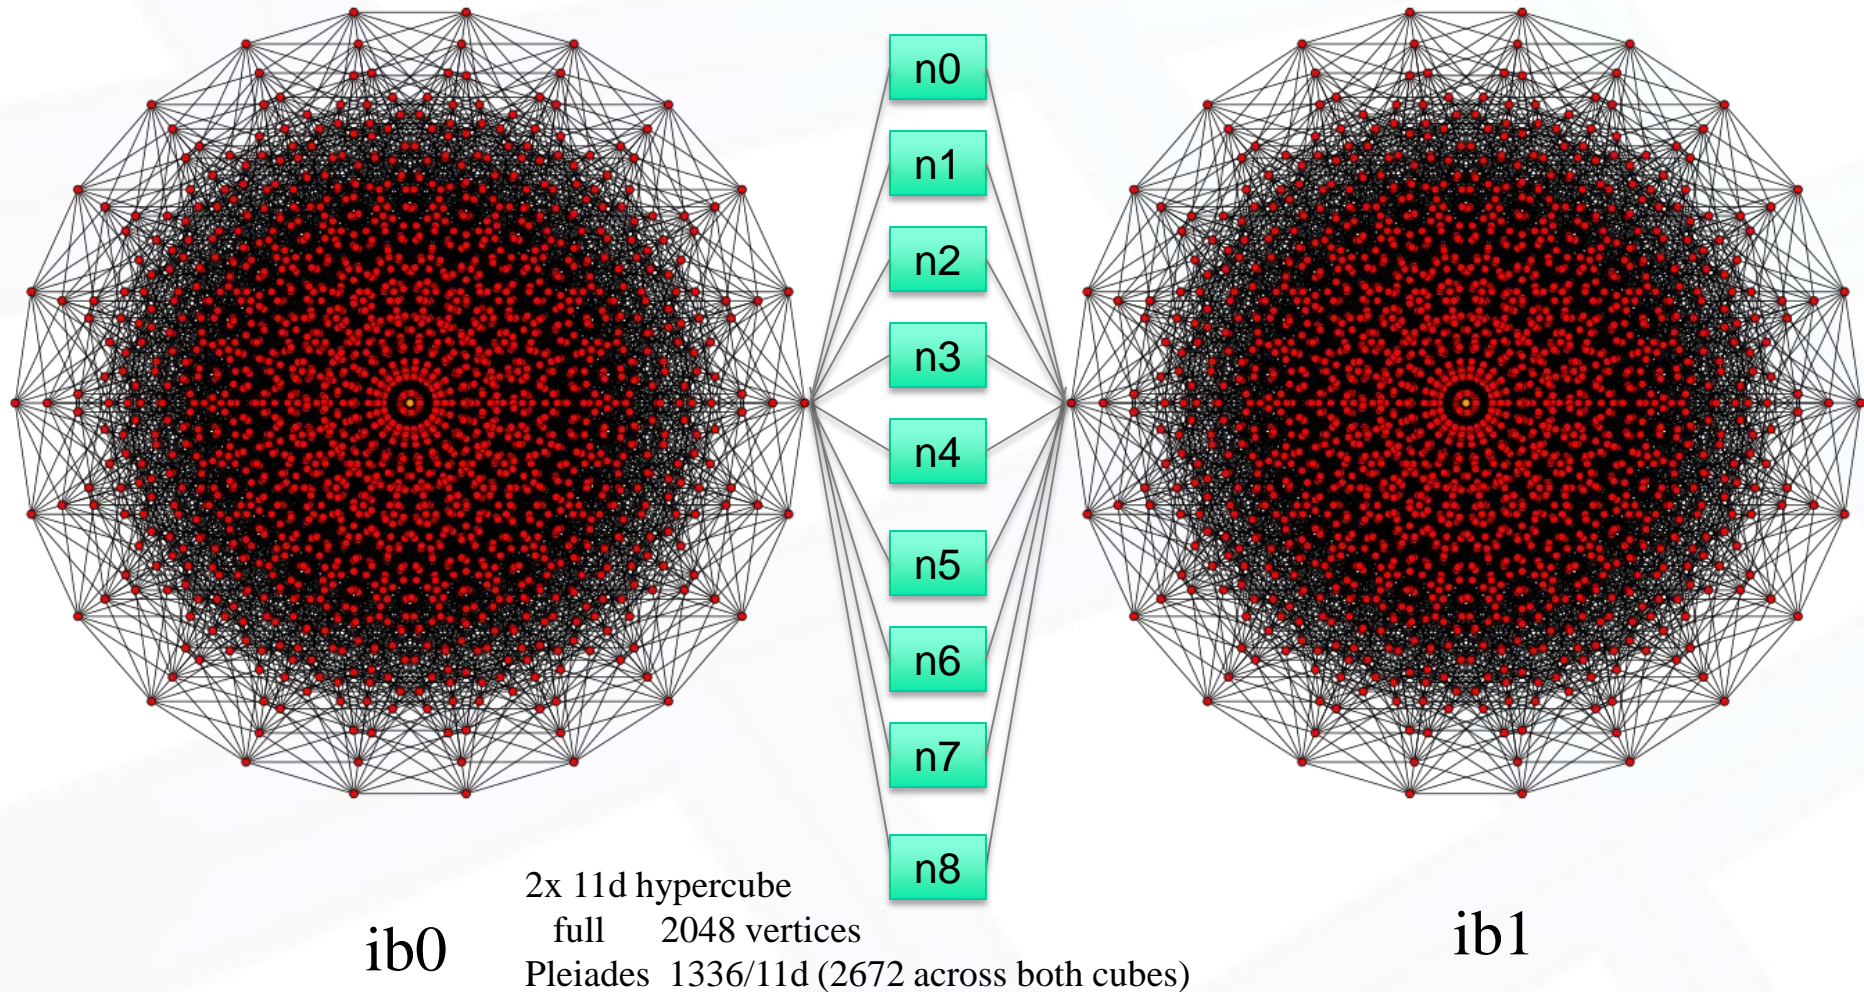 n0
n1
n2
n3
n4
n5
n6
n7
n8
2x 11d hypercube
full 2048 vertices
Pleiades 1336/11d (2672 across both cubes)
ib0
ib1